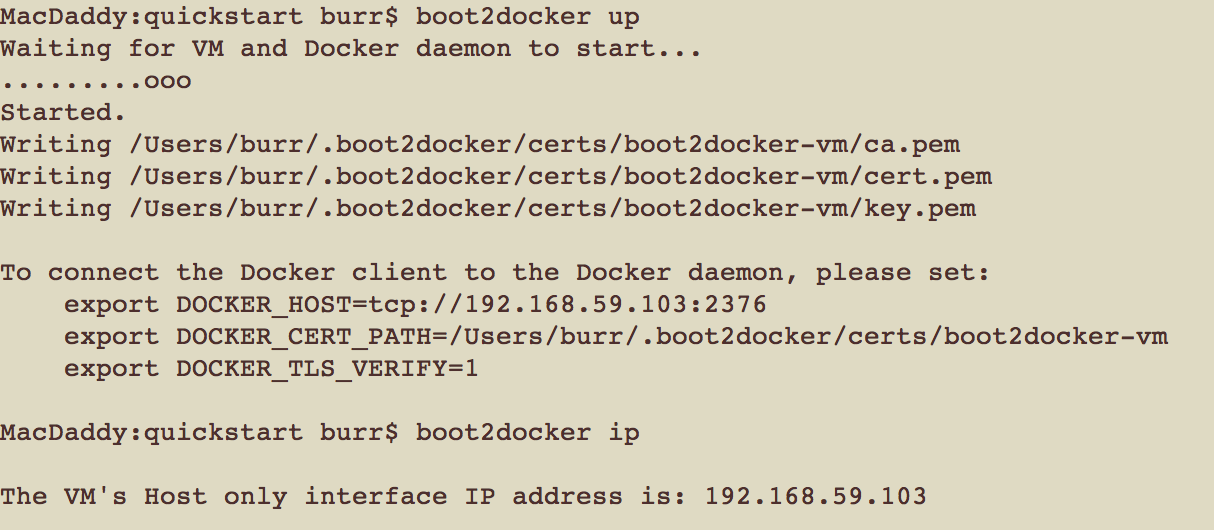 MacDaddy:quickstart burr$ boot2docker up
Waiting for VM and Docker daemon to start...
.........ooo
Started.
Writing /Users/burr/.boot2docker/certs/boot2docker-vm/ca.pem
Writing /Users/burr/.boot2docker/certs/boot2docker-vm/cert.pem
Writing /Users/burr/.boot2docker/certs/boot2docker-vm/key.pem
To connect the Docker client to the Docker daemon, please set:
    export DOCKER_HOST=tcp://192.168.59.103:2376
    export DOCKER_CERT_PATH=/Users/burr/.boot2docker/certs/boot2docker-vm
    export DOCKER_TLS_VERIFY=1
MacDaddy:quickstart burr$ boot2docker ip
The VM's Host only interface IP address is: 192.168.59.103